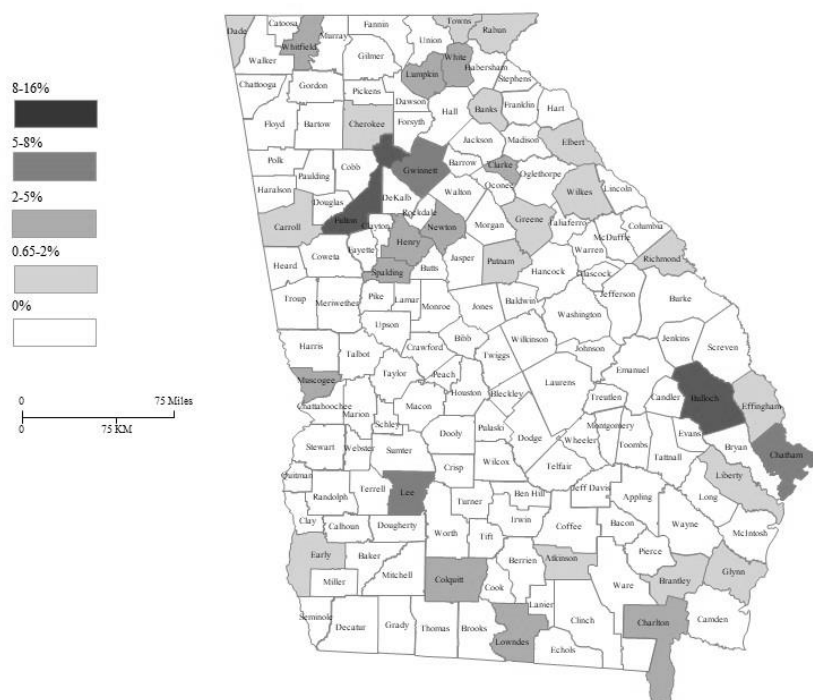 8-16%
5-8%
2-5%
0.65-2%
0%
0
75 Miles
0
75 KM
Dade
Catoosa
Whitfield
Murray
Fannin
Towns
Rabun
Union
Walker
Gilmer
White
Habersham
Lumpkin
Stephens
Chattooga
Gordon
Pickens
Dawson
Banks
Franklin
Hart
Hall
Floyd
Bartow
Cherokee
Forsyth
Jackson
Madison
Elbert
Polk
Cobb
Gwinnett
Barrow
Clarke
Oglethorpe
Paulding
Oconee
Haralson
Douglas
DeKalb
Walton
Wilkes
Lincoln
Fulton
Rockdale
Carroll
Clayton
Newton
Morgan
Greene
Taliaferro
Columbia
Henry
McDuffie
Fayette
Warren
Heard
Coweta
Spalding
Butts
Jasper
Putnam
Hancock
Glascock
Richmond
Troup
Meriwether
Pike
Lamar
Monroe
Jones
Baldwin
Jefferson
Burke
Upson
Washington
Harris
Talbot
Crawford
Bibb
Wilkinson
Jenkins
Screven
Twiggs
Johnson
Emanuel
Muscogee
Taylor
Peach
Houston
Bleckley
Laurens
Treutlen
Candler
Bulloch
Effingham
Chattahoochee
Marion
Macon
Schley
Montgomery
Evans
Stewart
Webster
Sumter
Dooly
Pulaski
Dodge
Wheeler
Toombs
Tattnall
Bryan
Chatham
Quitman
Crisp
Wilcox
Telfair
Liberty
Randolph
Terrell
Lee
Turner
Ben Hill
Jeff Davis
Appling
Long
Clay
Calhoun
Dougherty
Worth
Tift
Irwin
Coffee
Bacon
Wayne
McIntosh
Early
Baker
Berrien
Atkinson
Pierce
Miller
Mitchell
Colquitt
Cook
Ware
Brantley
Glynn
Seminole
Lanier
Decatur
Grady
Thomas
Brooks
Lowndes
Clinch
Charlton
Camden
Echols